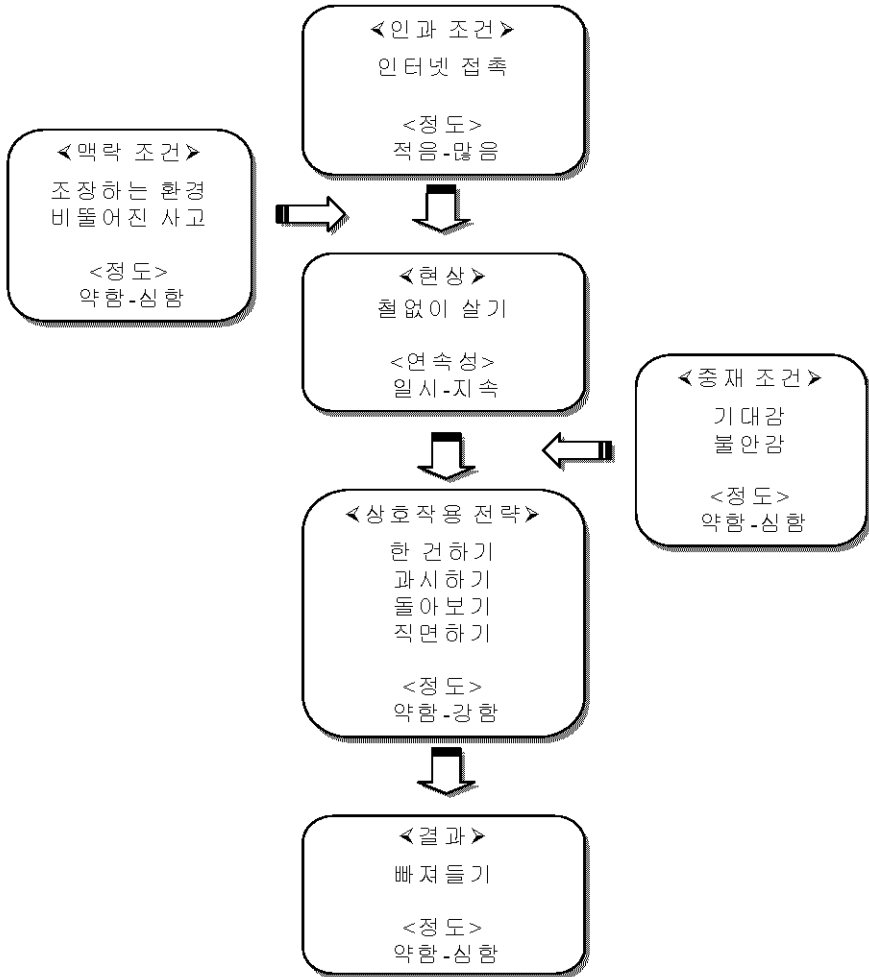 <인과 조건>
인터넷 접촉
<정도>
적음-많음
<맥락 조건>
조장하는 환경
비뚤어진 사고
<정도>
약함-심함
<현상>
철없이 살기
<연속성>
일시-지속
<중재 조건>
기대감
불안감
<정도>
약함-심함
<상호작용 전략>
한 건하기
과시하기
돌아보기
직면하기
<정도>
약함-강함
<결과>
빠져들기
<정도>
약함-심함